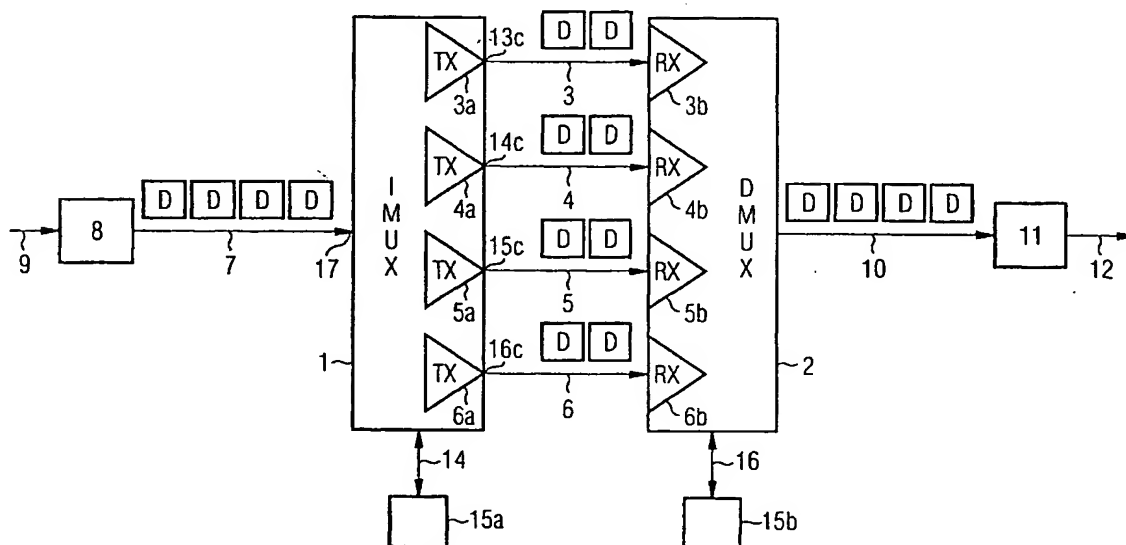 13c D D
TX RX
3a 3 3b
14c D D
TX RX
4a 4 4b
I
M
U
X
D
M
U
X
D D D D
9 8 7 17
15c D D
TX RX
5a 5 5b
D D D D
10 11 12
16c D D
TX RX
6a 6 6b
1 2
14 16
15a 15b